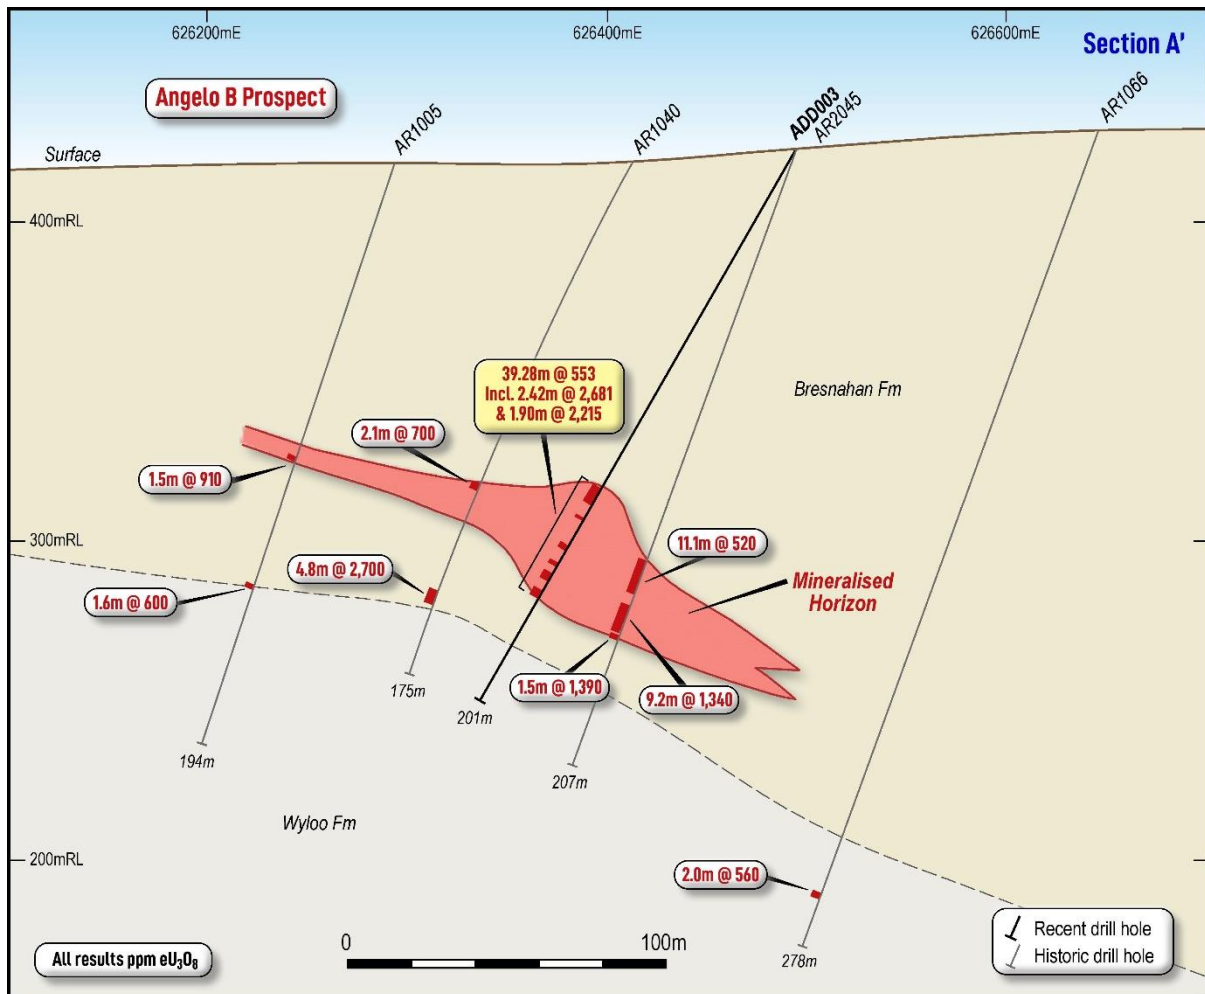 626200mE
626400mE
626600mE
Section A'
Angelo B Prospect
AR1005
AR1040
ADD003
AR2045
AR1066
Surface
400mRL
39.28m @ 553
Incl. 2.42m @ 2,681
& 1.90m @ 2,215
Bresnahan Fm
2.1m @ 700
1.5m @ 910
300mRL
11.1m @ 520
4.8m @ 2,700
Mineralised
Horizon
1.6m @ 600
1.5m @ 1,390
9.2m @ 1,340
175m
201m
194m
207m
Wyloo Fm
200mRL
2.0m @ 560
0
100m
Recent drill hole
Historic drill hole
All results ppm eU₃O₈
278m